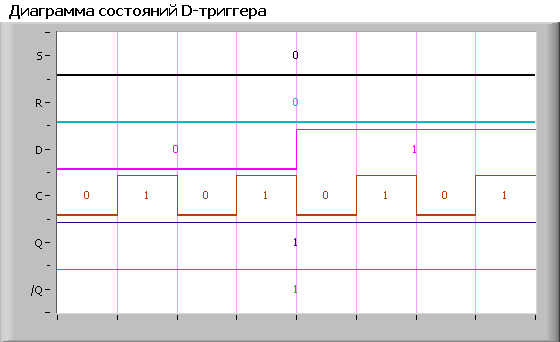 Диаграмма состояний D-триггера
S 0
R 0
D 0 1
C 0 1 0 1 0 1 0 1
Q 1
/Q 1